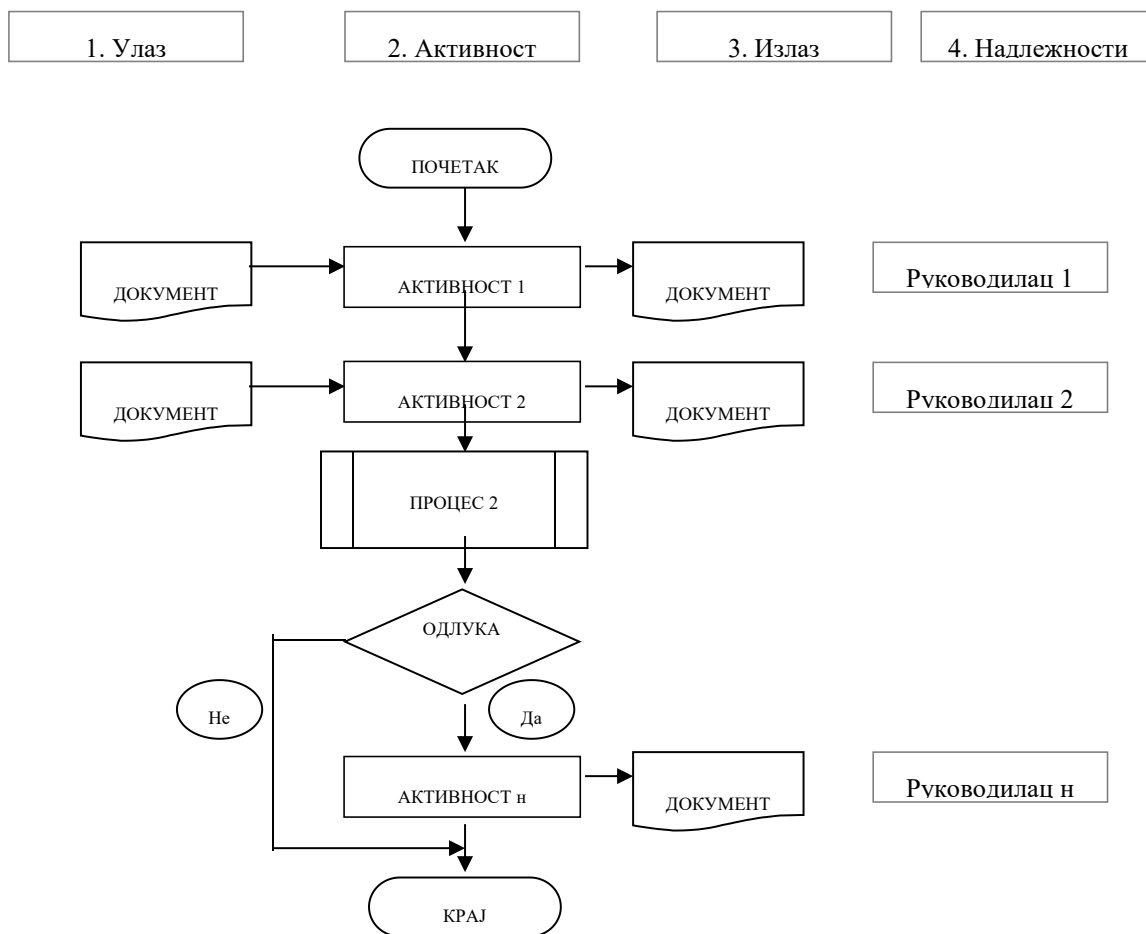 1. Улаз
2. Активност
3. Излаз
4. Надлежности
ПОЧЕТАК
ДОКУМЕНТ
АКТИВНОСТ 1
ДОКУМЕНТ
Руководилац 1
ДОКУМЕНТ
АКТИВНОСТ 2
ДОКУМЕНТ
Руководилац 2
ПРОЦЕС 2
ОДЛУКА
Не
Да
АКТИВНОСТ н
ДОКУМЕНТ
Руководилац н
КРАЈ